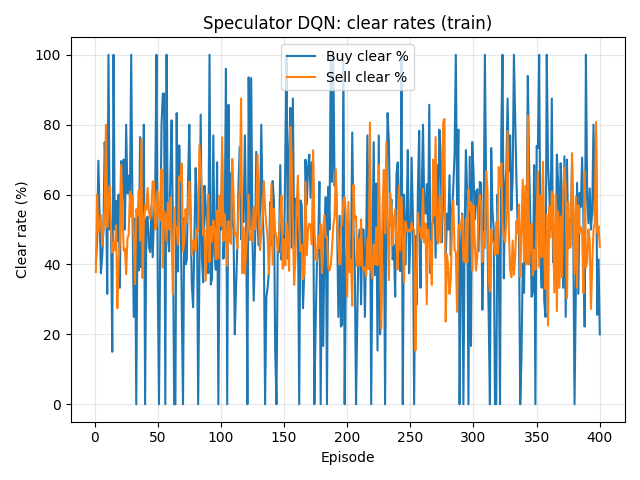 Speculator DQN: clear rates (train)
Buy clear %
Sell clear %
Clear rate (%)
100
80
60
40
20
0
0 50 100 150 200 250 300 350 400
Episode